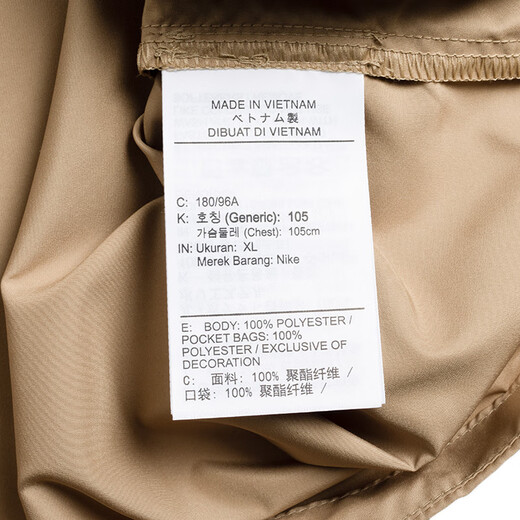 MADE IN VIETNAM
ベトナム製
DIBUAT DI VIETNAM
C: 180/96A
K: 호칭 (Generic): 105
가슴둘레 (Chest): 105cm
IN: Ukuran: XL
Merek Barang: Nike
E: BODY: 100% POLYESTER /
POCKET BAGS: 100%
POLYESTER / EXCLUSIVE OF
DECORATION
C: 面料: 100% 聚酯纤维 /
口袋: 100% 聚酯纤维 /